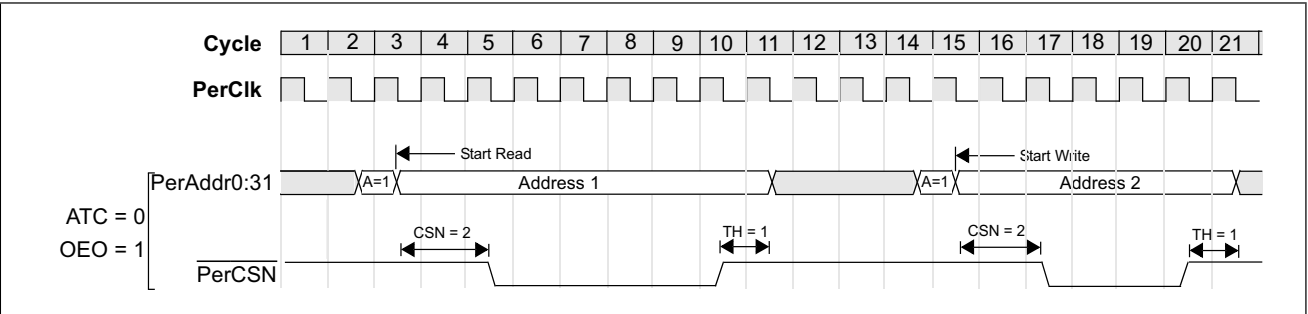 Cycle 1 2 3 4 5 6 7 8 9 10 11 12 13 14 15 16 17 18 19 20 21
PerClk
Start Read Start Write
PerAddr0:31 A=1 Address 1 A=1 Address 2
ATC = 0
CSN = 2 TH = 1 CSN = 2 TH = 1
OEO = 1
PerCSN